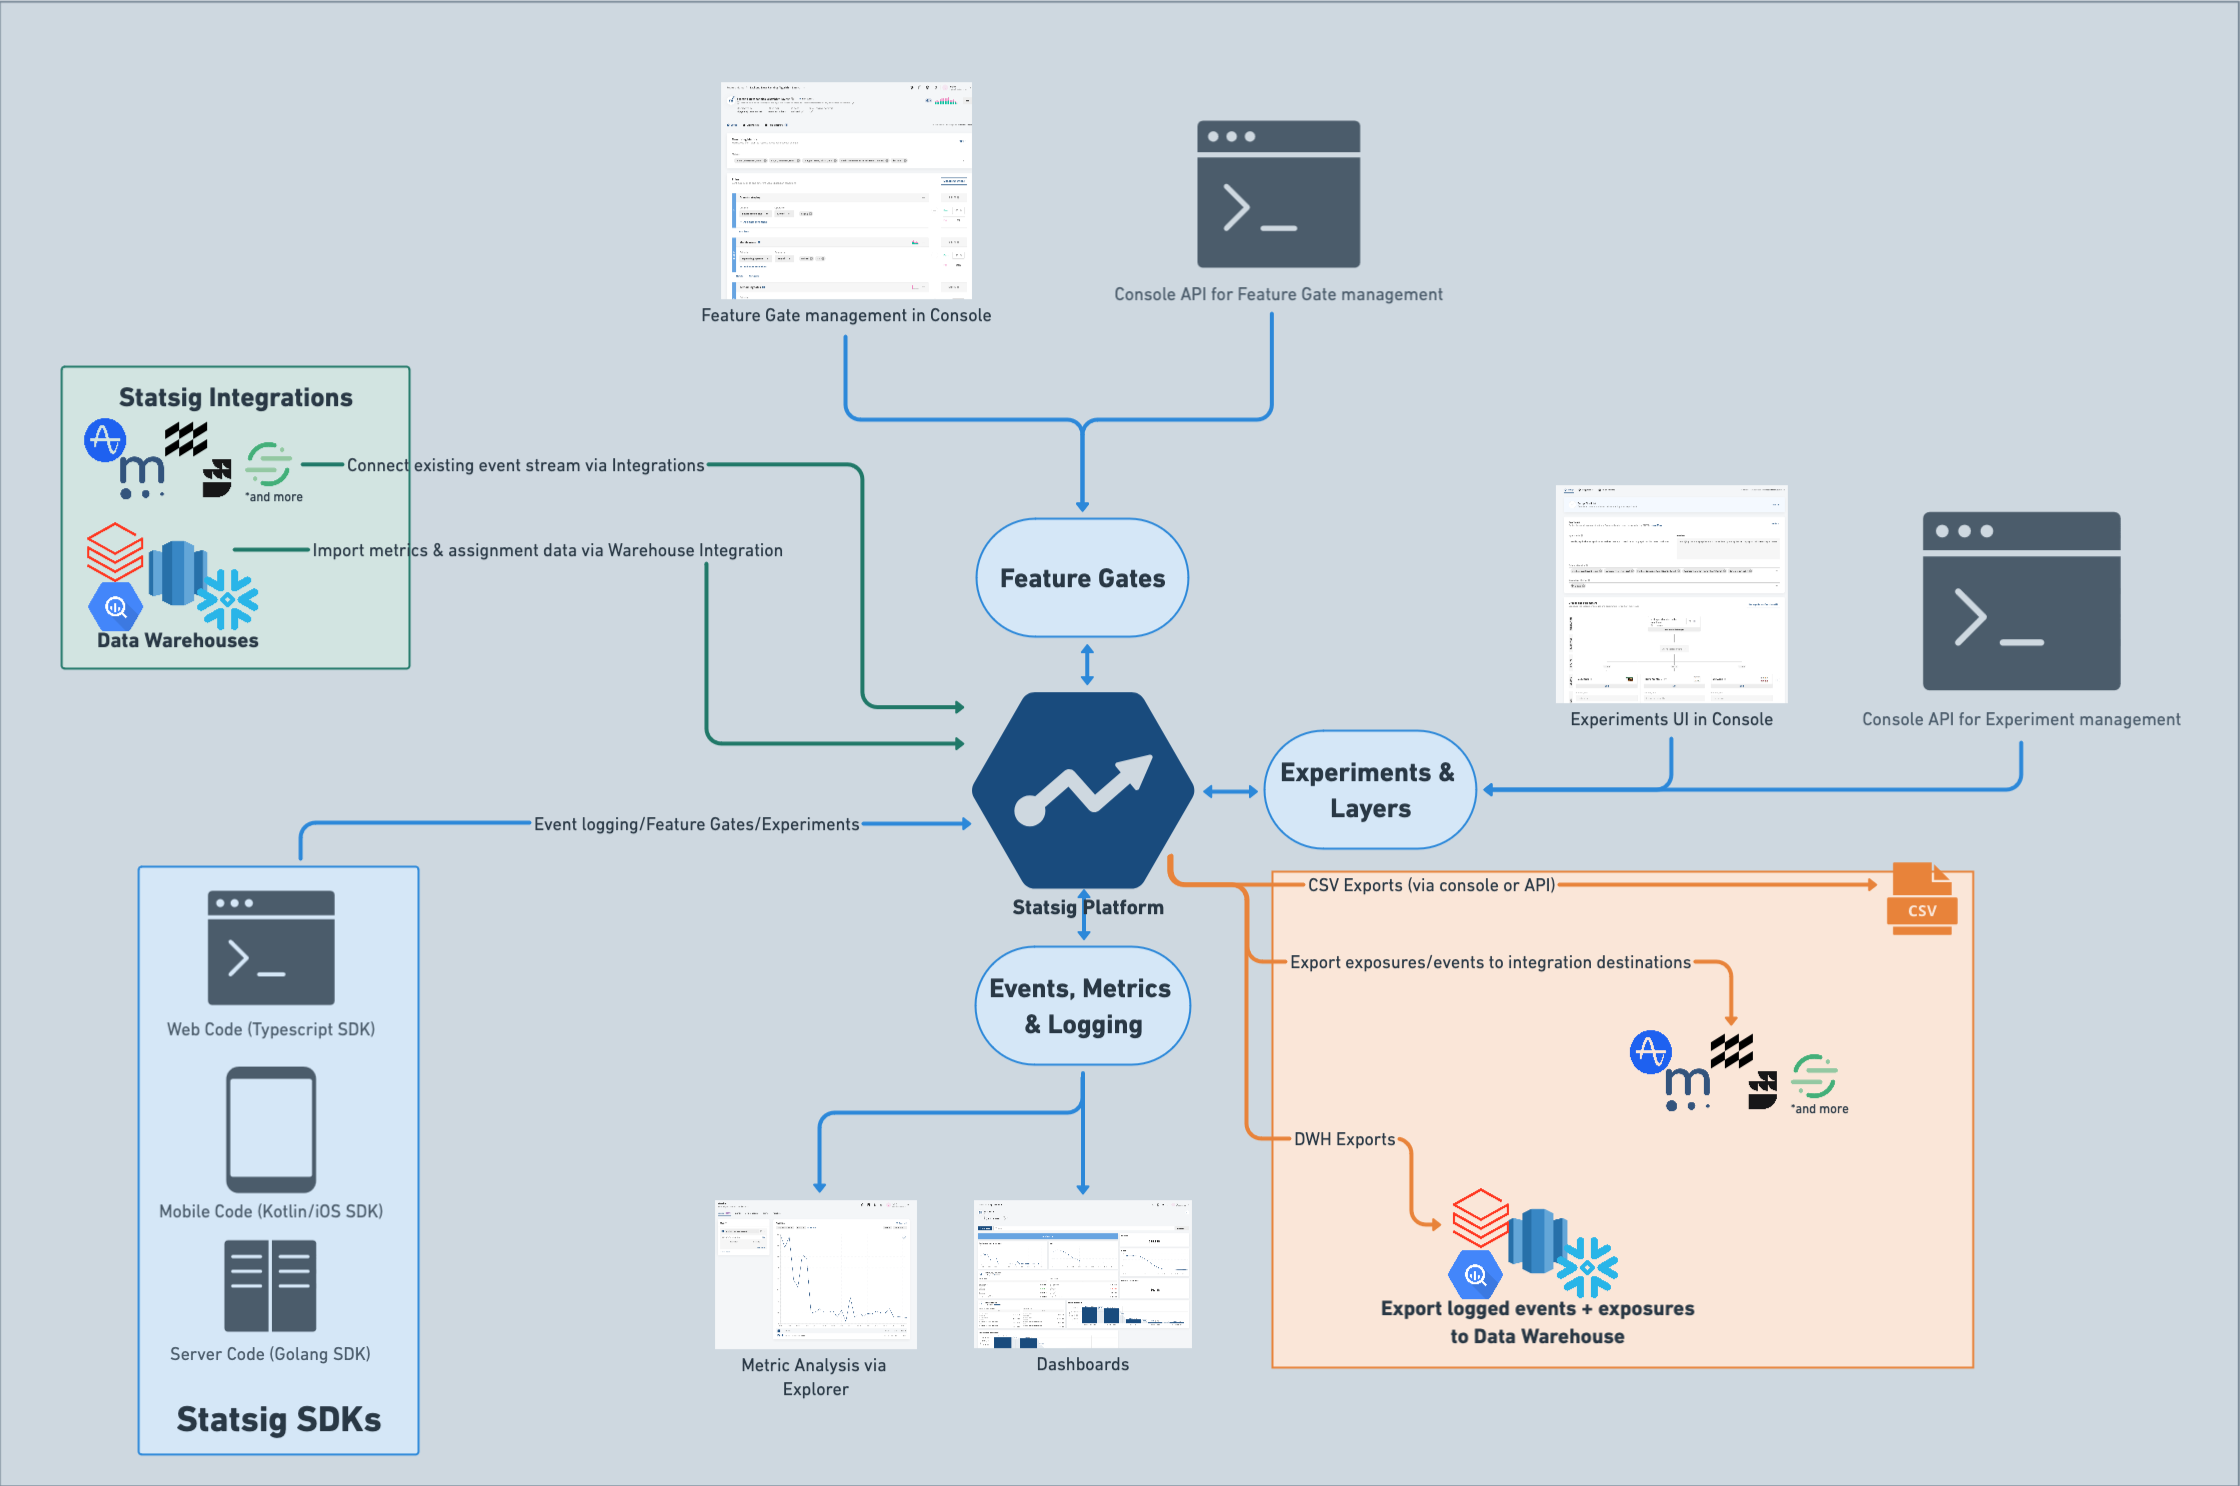 Feature Gate management in Console
Console API for Feature Gate management
Statsig Integrations
*and more
Connect existing event stream via Integrations
Import metrics & assignment data via Warehouse Integration
Data Warehouses
Feature Gates
Experiments UI in Console
Console API for Experiment management
Experiments &
Layers
Event logging/Feature Gates/Experiments
Statsig Platform
CSV Exports (via console or API)
CSV
Export exposures/events to integration destinations
Events, Metrics
& Logging
*and more
DWH Exports
Export logged events + exposures
to Data Warehouse
Web Code (Typescript SDK)
Mobile Code (Kotlin/iOS SDK)
Server Code (Golang SDK)
Statsig SDKs
Metric Analysis via
Explorer
Dashboards